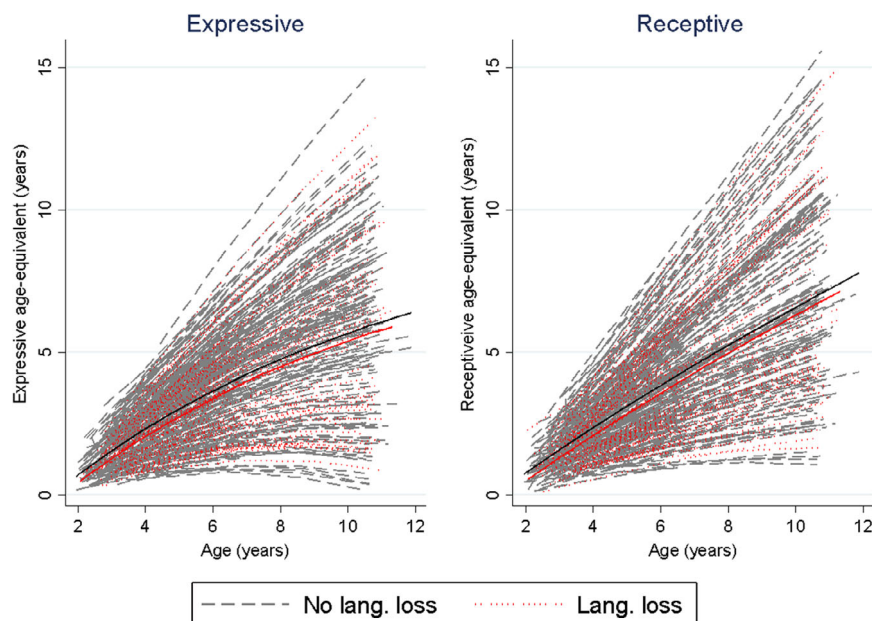 Expressive
Receptive
Expressive age-equivalent (years)
15
10
5
0
2 4 6 8 10 12
Age (years)
Receptiveive age-equivalent (years)
15
10
5
0
2 4 6 8 10 12
Age (years)
No lang. loss
Lang. loss